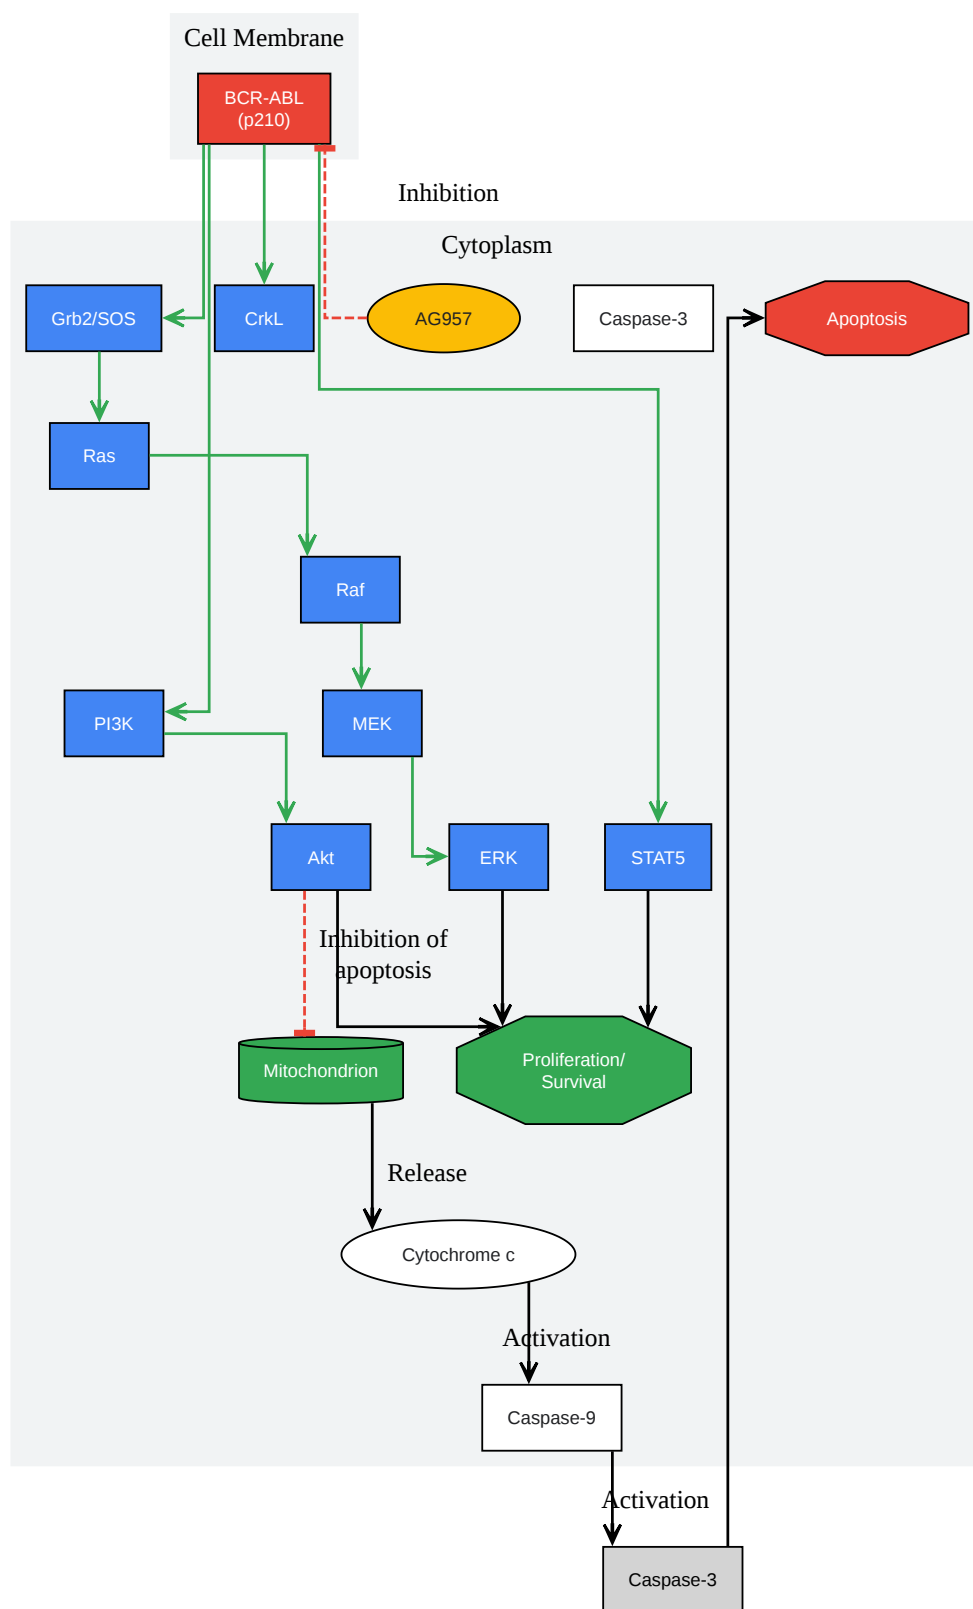 Cell Membrane
BCR-ABL
(p210)
Inhibition
Cytoplasm
Grb2/SOS
CrkL
AG957
Caspase-3
Apoptosis
Ras
Raf
PI3K
MEK
Akt
ERK
STAT5
Inhibition of
apoptosis
Mitochondrion
Proliferation/
Survival
Release
Cytochrome c
Activation
Caspase-9
Activation
Caspase-3